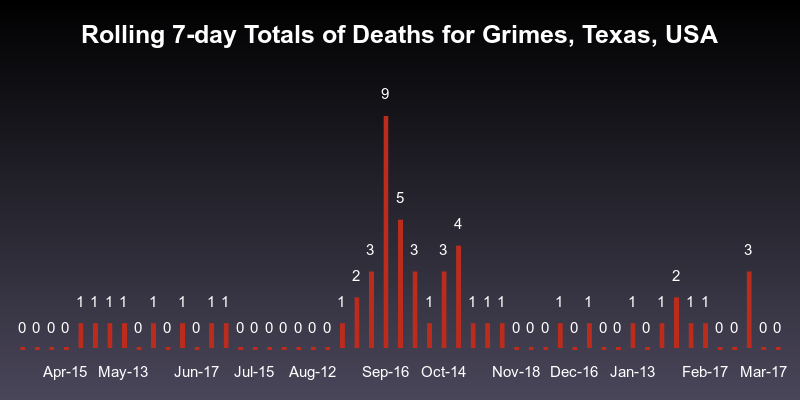 Rolling 7-day Totals of Deaths for Grimes, Texas, USA
9
5
4
3 3 3 3
2 2
1 1 1 1 1 1 1 1 1 1 1 1 1 1 1 1 1 1 1
0 0 0 0 0 0 0 0 0 0 0 0 0 0 0 0 0 0 0 0 0 0 0 0 0
Apr-15 May-13 Jun-17 Jul-15 Aug-12 Sep-16 Oct-14 Nov-18 Dec-16 Jan-13 Feb-17 Mar-17